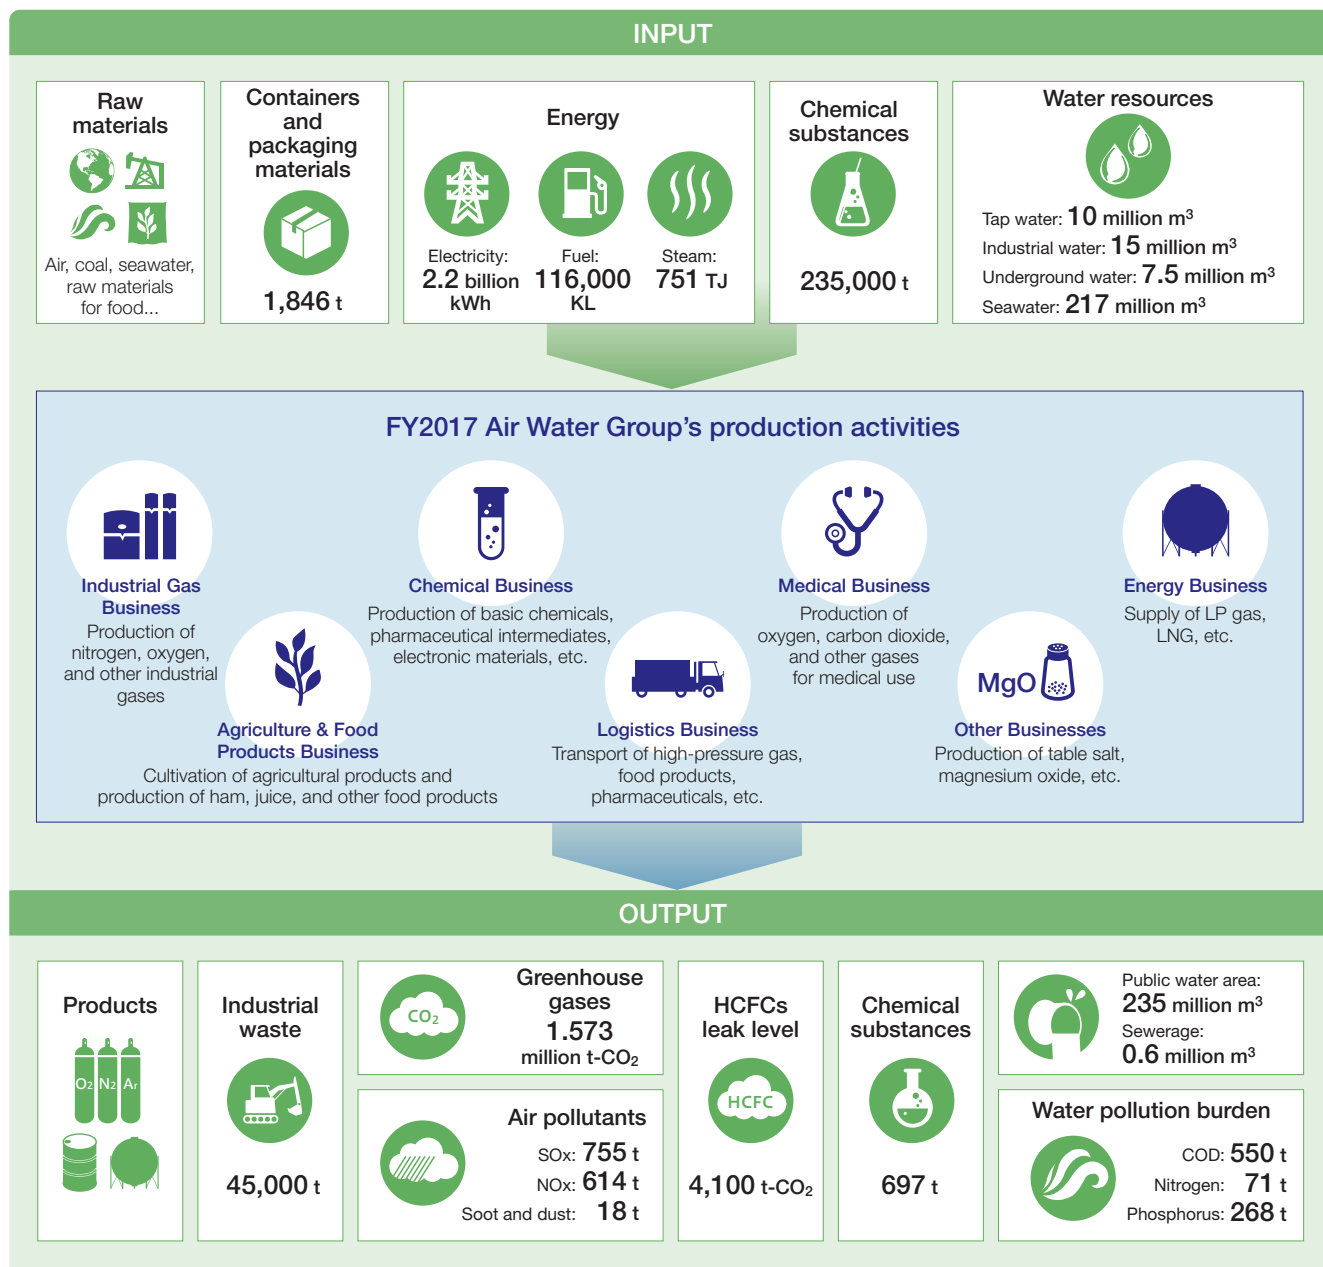 INPUT
Raw
materials
Air, coal, seawater,
raw materials
for food...
Containers
and
packaging
materials
1,846 t
Energy
Electricity:
2.2 billion
kWh
Fuel:
116,000
KL
Steam:
751 TJ
Chemical
substances
235,000 t
Water resources
Tap water: 10 million m³
Industrial water: 15 million m³
Underground water: 7.5 million m³
Seawater: 217 million m³
FY2017 Air Water Group's production activities
Industrial Gas
Business
Production of
nitrogen, oxygen,
and other industrial
gases
Agriculture & Food
Products Business
Cultivation of agricultural products and
production of ham, juice, and other food products
Chemical Business
Production of basic chemicals,
pharmaceutical intermediates,
electronic materials, etc.
Logistics Business
Transport of high-pressure gas,
food products,
pharmaceuticals, etc.
Medical Business
Production of
oxygen, carbon dioxide,
and other gases
for medical use
MgO
Other Businesses
Production of table salt,
magnesium oxide, etc.
Energy Business
Supply of LP gas,
LNG, etc.
OUTPUT
Products
O₂ N₂ Ar
Industrial
waste
45,000 t
CO₂
Greenhouse
gases
1.573
million t-CO₂
Air pollutants
SOx: 755 t
NOx: 614 t
Soot and dust: 18 t
HCFCs
leak level
HCFC
4,100 t-CO₂
Chemical
substances
697 t
Public water area:
235 million m³
Sewerage:
0.6 million m³
Water pollution burden
COD: 550 t
Nitrogen: 71 t
Phosphorus: 268 t